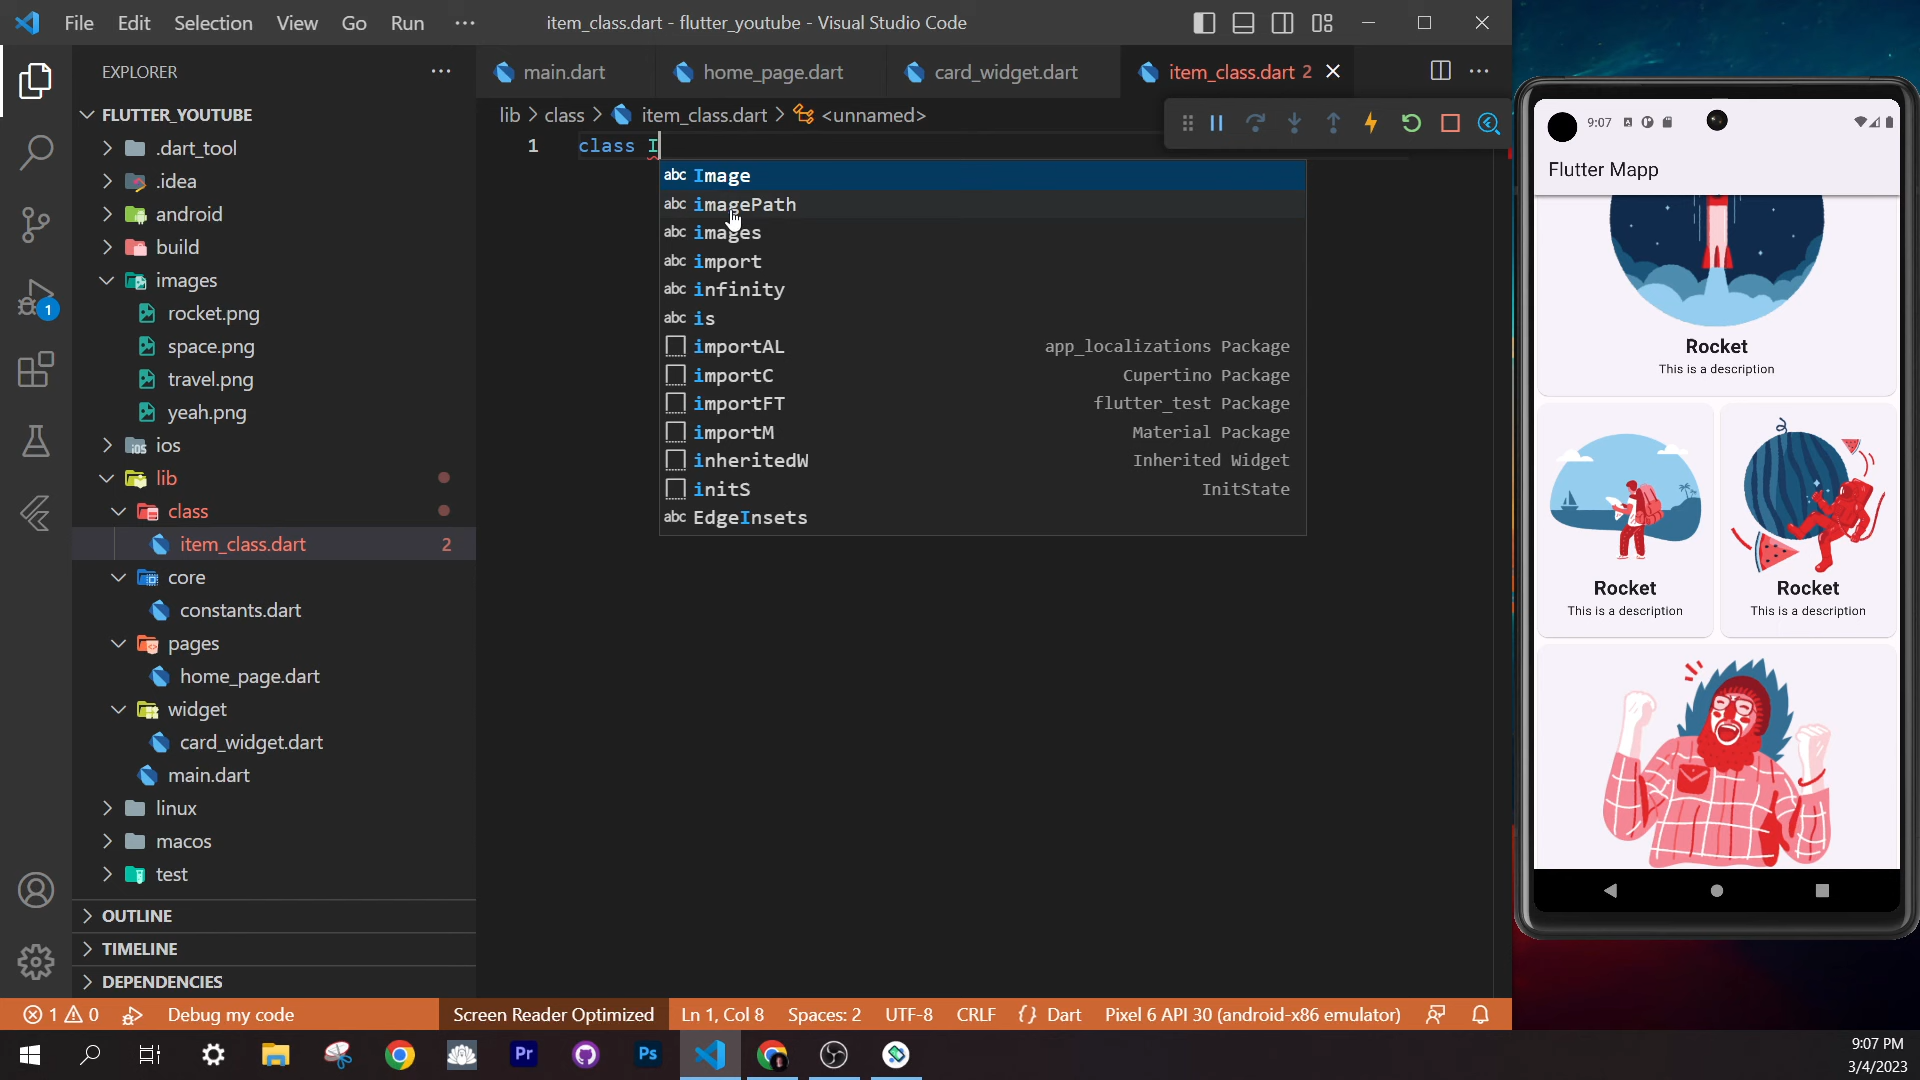 File Edit Selection View Go Run ··· item_class.dart - flutter_youtube - Visual Studio Code
EXPLORER ···
main.dart home_page.dart card_widget.dart item_class.dart 2
FLUTTER_YOUTUBE
lib > class > item_class.dart > <unnamed>
.dart_tool
.idea
android
build
images
rocket.png
space.png
travel.png
yeah.png
ios
lib
class
item_class.dart 2
core
constants.dart
pages
home_page.dart
widget
card_widget.dart
main.dart
linux
macos
test
OUTLINE
TIMELINE
DEPENDENCIES
1
1 class I
abc Image
abc imagePath
abc images
abc import
abc infinity
abc is
importAL app_localizations Package
importC Cupertino Package
importFT flutter_test Package
importM Material Package
inheritedW Inherited Widget
initS InitState
abc EdgeInsets
9:07
Flutter Mapp
Rocket
This is a description
Rocket
This is a description
Rocket
This is a description
1 0 Debug my code Screen Reader Optimized Ln 1, Col 8 Spaces: 2 UTF-8 CRLF {} Dart Pixel 6 API 30 (android-x86 emulator)
Pr Ps
9:07 PM
3/4/2023